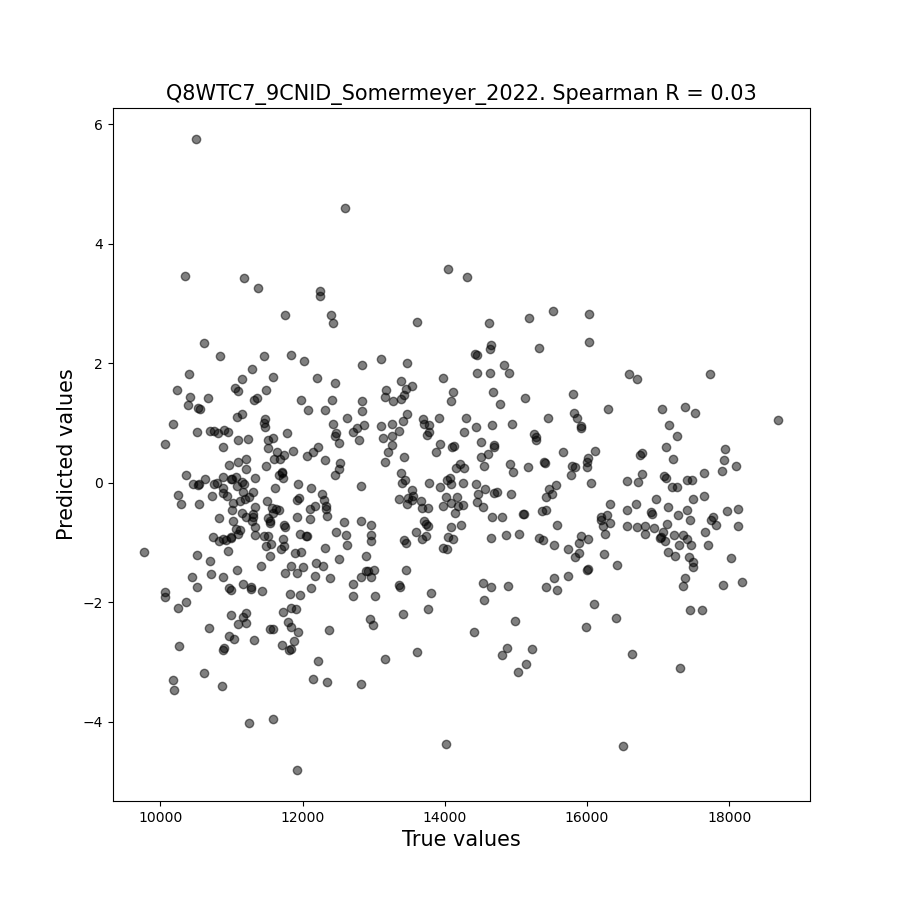 Q8WTC7_9CNID_Somermeyer_2022. Spearman R = 0.03
6
4
2
0
−2
−4
Predicted values
10000 12000 14000 16000 18000
True values